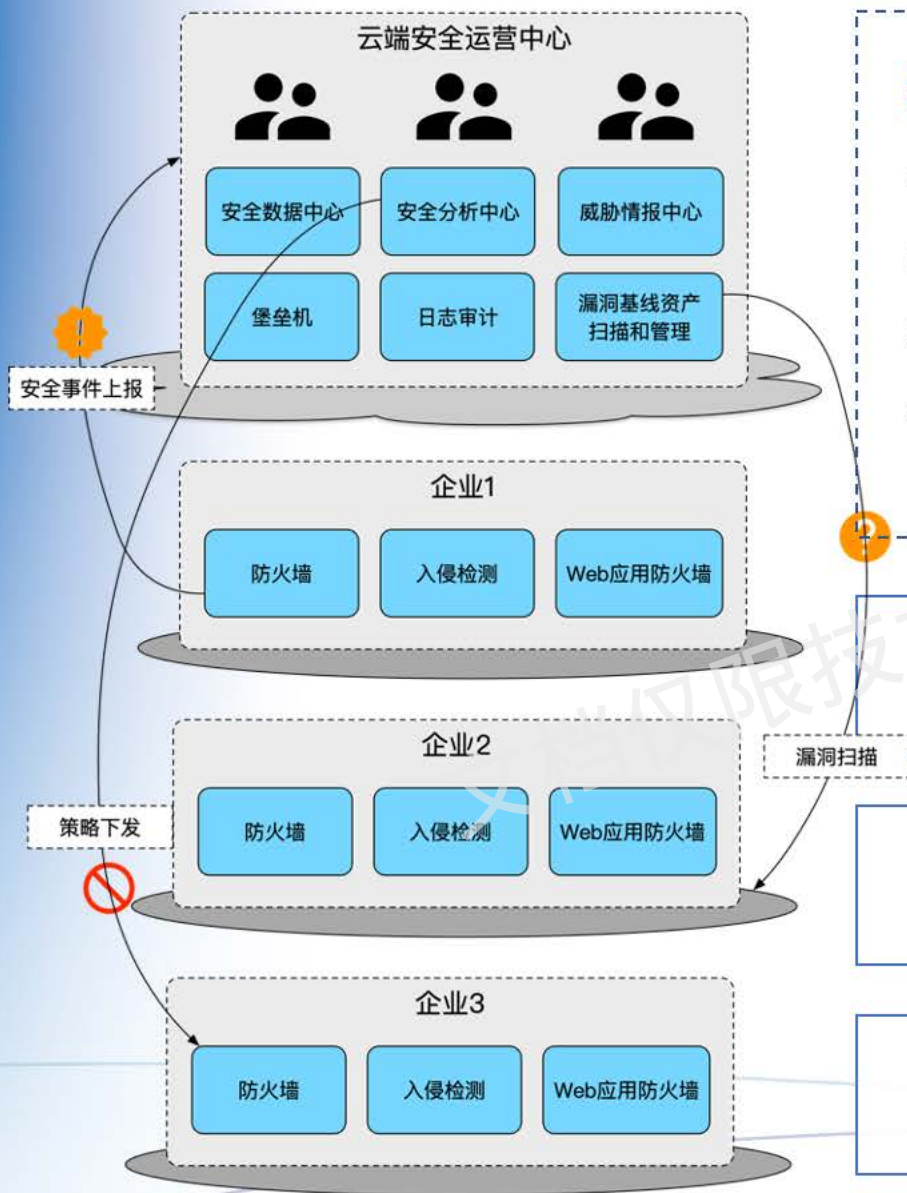 云端安全运营中心
安全数据中心
安全分析中心
威胁情报中心
堡垒机
日志审计
漏洞基线资产
扫描和管理
安全事件上报
企业1
防火墙
入侵检测
Web应用防火墙
企业2
漏洞扫描
防火墙
入侵检测
Web应用防火墙
策略下发
企业3
防火墙
入侵检测
Web应用防火墙
文档仅限技